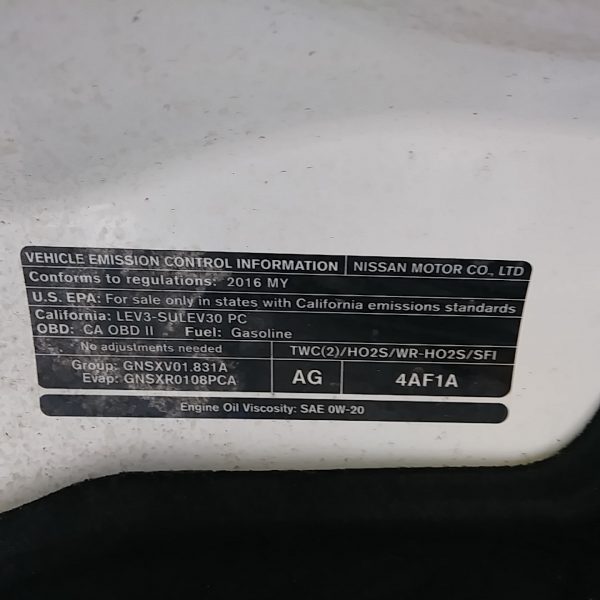 VEHICLE EMISSION CONTROL INFORMATION NISSAN MOTOR CO., LTD
Conforms to regulations: 2016 MY
U.S. EPA: For sale only in states with California emissions standards
California: LEV3-SULEV30 PC
OBD: CA OBD II Fuel: Gasoline
No adjustments needed TWC(2)/HO2S/WR-HO2S/SFI
Group: GNSXV01.831A
Evap: GNSXR0108PCA AG 4AF1A
Engine Oil Viscosity: SAE 0W-20